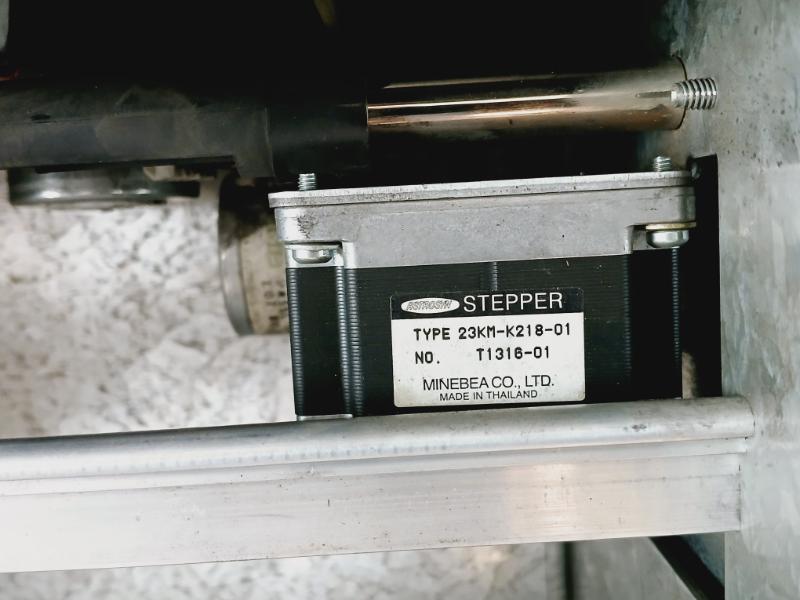 ASTROSYN STEPPER
TYPE 23KM-K218-01
NO. T1316-01
MINEBEA CO., LTD.
MADE IN THAILAND